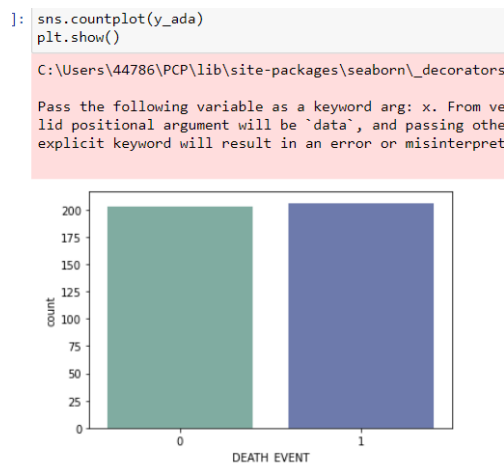 ]: sns.countplot(y_ada)
plt.show()
C:\Users\44786\PCP\lib\site-packages\seaborn\_decorators
Pass the following variable as a keyword arg: x. From ve
lid positional argument will be `data`, and passing othe
explicit keyword will result in an error or misinterpret
200
175
150
125
100
75
50
25
0
count
0 1
DEATH EVENT